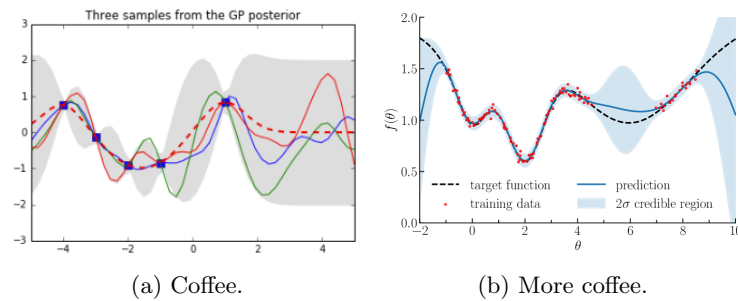 Three samples from the GP posterior
3
2
1
0
−1
−2
−3
−4
−2
0
2
4
(a) Coffee.
2.0
1.5
1.0
0.5
0.0
f(θ)
target function
training data
prediction
2σ credible region
−2
0
2
4
6
8
10
θ
(b) More coffee.